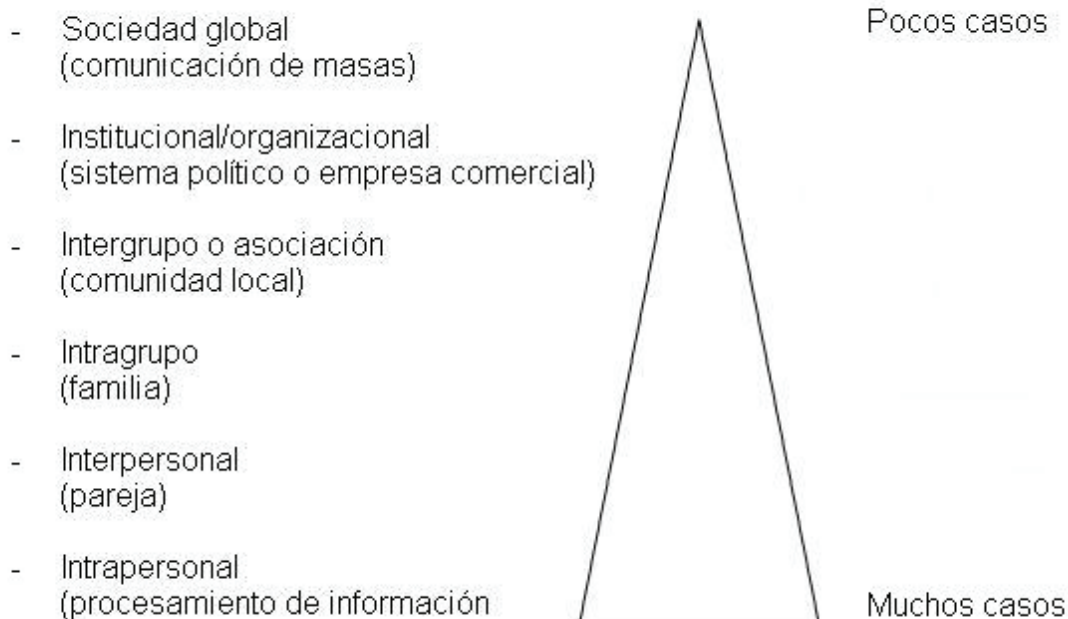 - Sociedad global
(comunicación de masas)
Pocos casos
- Institucional/organizacional
(sistema político o empresa comercial)
- Intergrupo o asociación
(comunidad local)
- Intragrupo
(familia)
- Interpersonal
(pareja)
- Intrapersonal
(procesamiento de información
Muchos casos